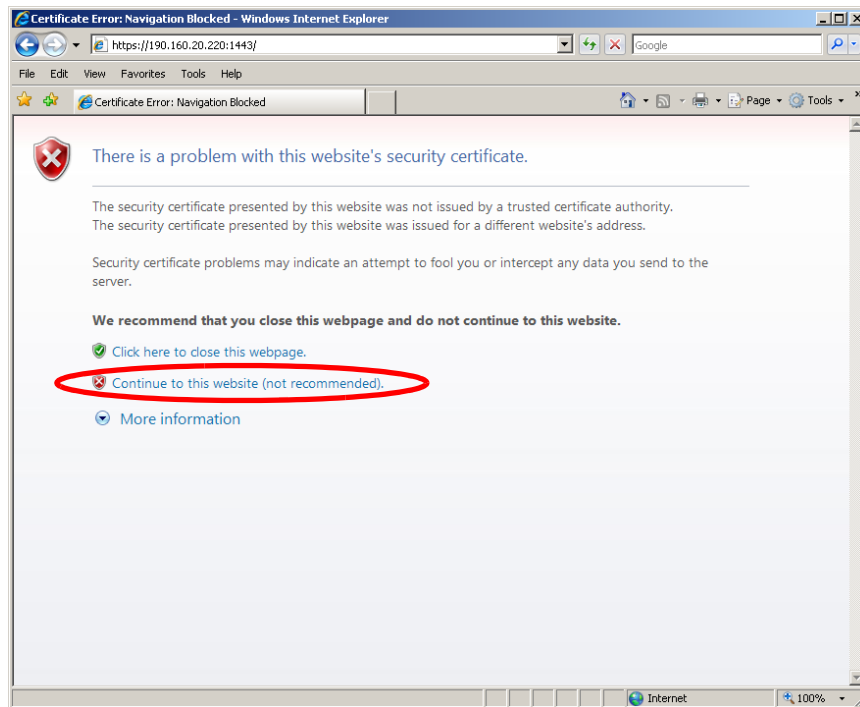 Certificate Error: Navigation Blocked - Windows Internet Explorer
https://190.160.20.220:1443/
Google
File Edit View Favorites Tools Help
Certificate Error: Navigation Blocked
Page Tools
There is a problem with this website's security certificate.
The security certificate presented by this website was not issued by a trusted certificate authority.
The security certificate presented by this website was issued for a different website's address.
Security certificate problems may indicate an attempt to fool you or intercept any data you send to the
server.
We recommend that you close this webpage and do not continue to this website.
Click here to close this webpage.
Continue to this website (not recommended).
More information
Internet
100%